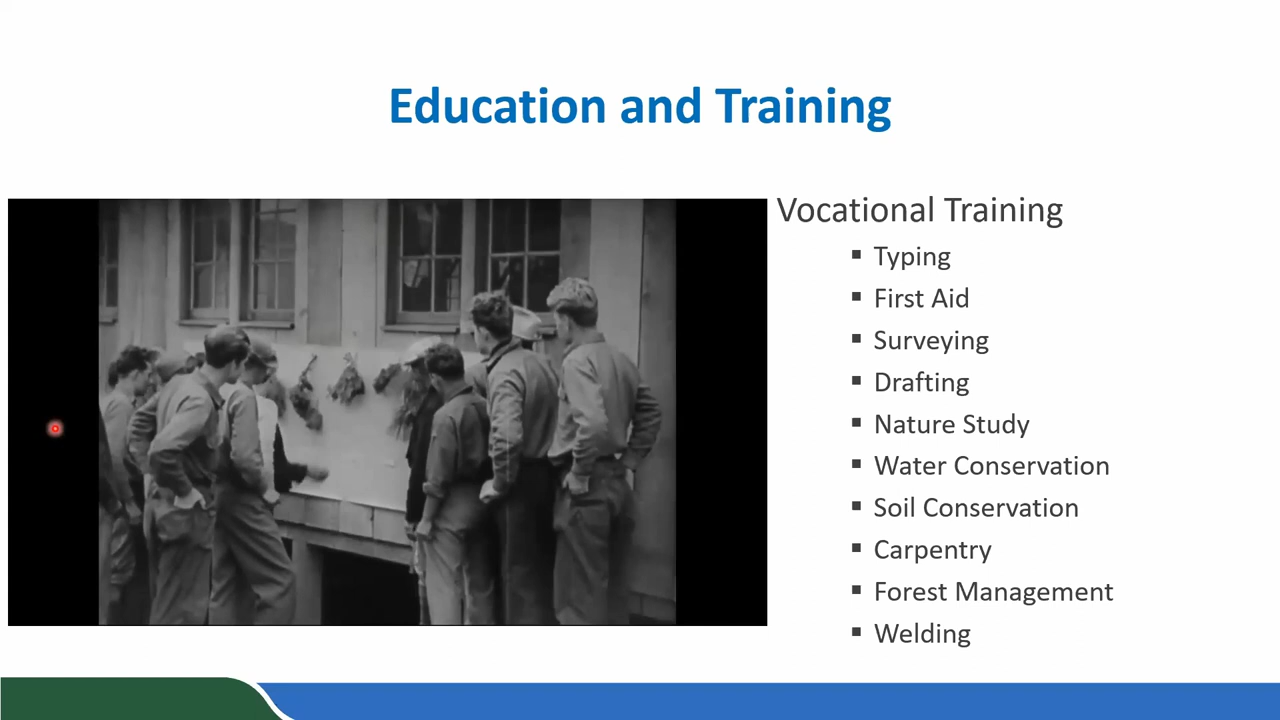 Education and Training
Vocational Training
▪ Typing
▪ First Aid
▪ Surveying
▪ Drafting
▪ Nature Study
▪ Water Conservation
▪ Soil Conservation
▪ Carpentry
▪ Forest Management
▪ Welding